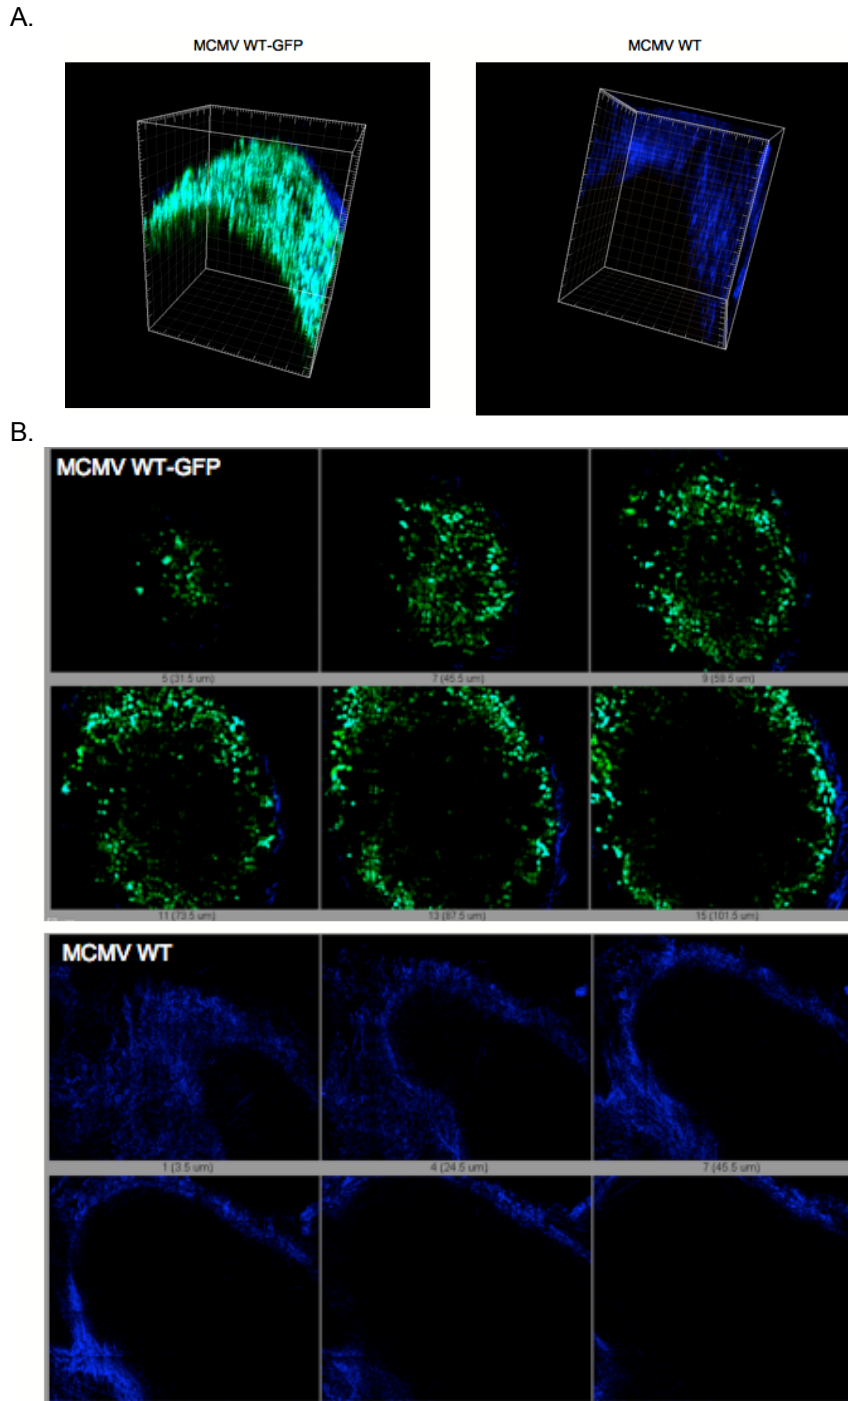 A.
MCMV WT-GFP
MCMV WT
B.
MCMV WT-GFP
5 (31.5 um)
7 (45.5 um)
9 (59.5 um)
11 (73.5 um)
13 (87.5 um)
15 (101.5 um)
MCMV WT
1 (3.5 um)
4 (24.5 um)
7 (45.5 um)